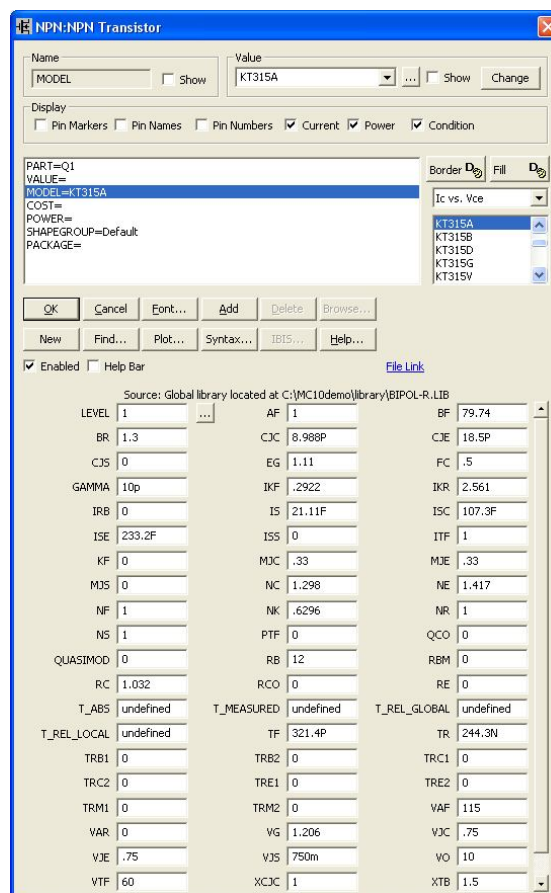 NPN:NPN Transistor
Name
Value
MODEL
Show
KT315A
...
Show
Change
Display
Pin Markers
Pin Names
Pin Numbers
Current
Power
Condition
PART=Q1
VALUE=
MODEL=KT315A
COST=
POWER=
SHAPEGROUP=Default
PACKAGE=
Border
Fill
Ic vs. Vce
KT315A
KT315B
KT315D
KT315G
KT315V
OK Cancel Font... Add Delete Browse...
New Find... Plot... Syntax... IBIS... Help...
Enabled Help Bar File Link
Source: Global library located at C:\MC10demo\library\BIPOL-R.LIB
LEVEL 1 ... AF 1 BF 79.74
BR 1.3 CJC 8.988P CJE 18.5P
CJS 0 EG 1.11 FC .5
GAMMA 10p IKF .2922 IKR 2.561
IRB 0 IS 21.11F ISC 107.3F
ISE 233.2F ISS 0 ITF 1
KF 0 MJC .33 MJE .33
MJS 0 NC 1.298 NE 1.417
NF 1 NK .6296 NR 1
NS 1 PTF 0 QCO 0
QUASIMOD 0 RB 12 RBM 0
RC 1.032 RCO 0 RE 0
T_ABS undefined T_MEASURED undefined T_REL_GLOBAL undefined
T_REL_LOCAL undefined TF 321.4P TR 244.3N
TRB1 0 TRB2 0 TRC1 0
TRC2 0 TRE1 0 TRE2 0
TRM1 0 TRM2 0 VAF 115
VAR 0 VG 1.206 VJC .75
VJE .75 VJS 750m VO 10
VTF 60 XCJC 1 XTB 1.5